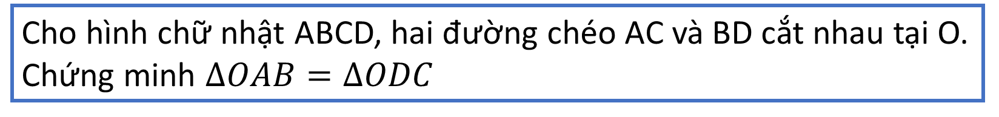 Cho hình chữ nhật ABCD, hai đường chéo AC và BD cắt nhau tại O.
Chứng minh Δ𝑂𝐴𝐵 = Δ𝑂𝐷𝐶